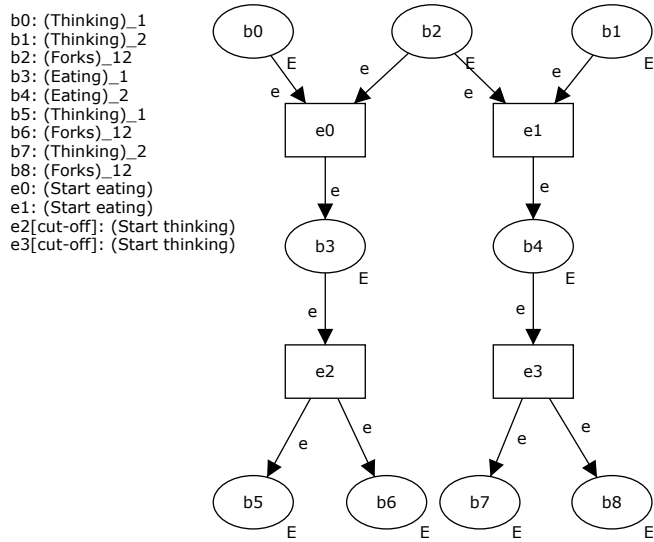 b0: (Thinking)_1
b1: (Thinking)_2
b2: (Forks)_12
b3: (Eating)_1
b4: (Eating)_2
b5: (Thinking)_1
b6: (Forks)_12
b7: (Thinking)_2
b8: (Forks)_12
e0: (Start eating)
e1: (Start eating)
e2[cut-off]: (Start thinking)
e3[cut-off]: (Start thinking)
b0 b2 b1
E E E
e e e e
e0 e1
e e
b3 b4
E E
e e
e2 e3
e e e e
b5 b6 b7 b8
E E E E